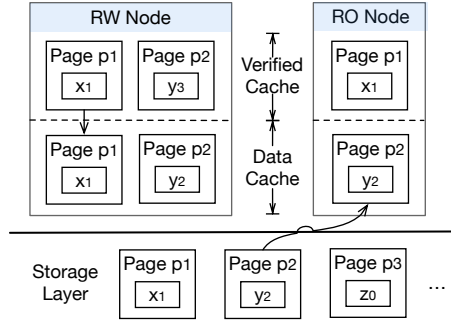 RW Node
RO Node
Page p1
x1
Page p2
y3
Verified
Cache
Page p1
x1
Page p1
x1
Page p2
y2
Data
Cache
Page p2
y2
Storage
Layer
Page p1
x1
Page p2
y2
Page p3
z0
...